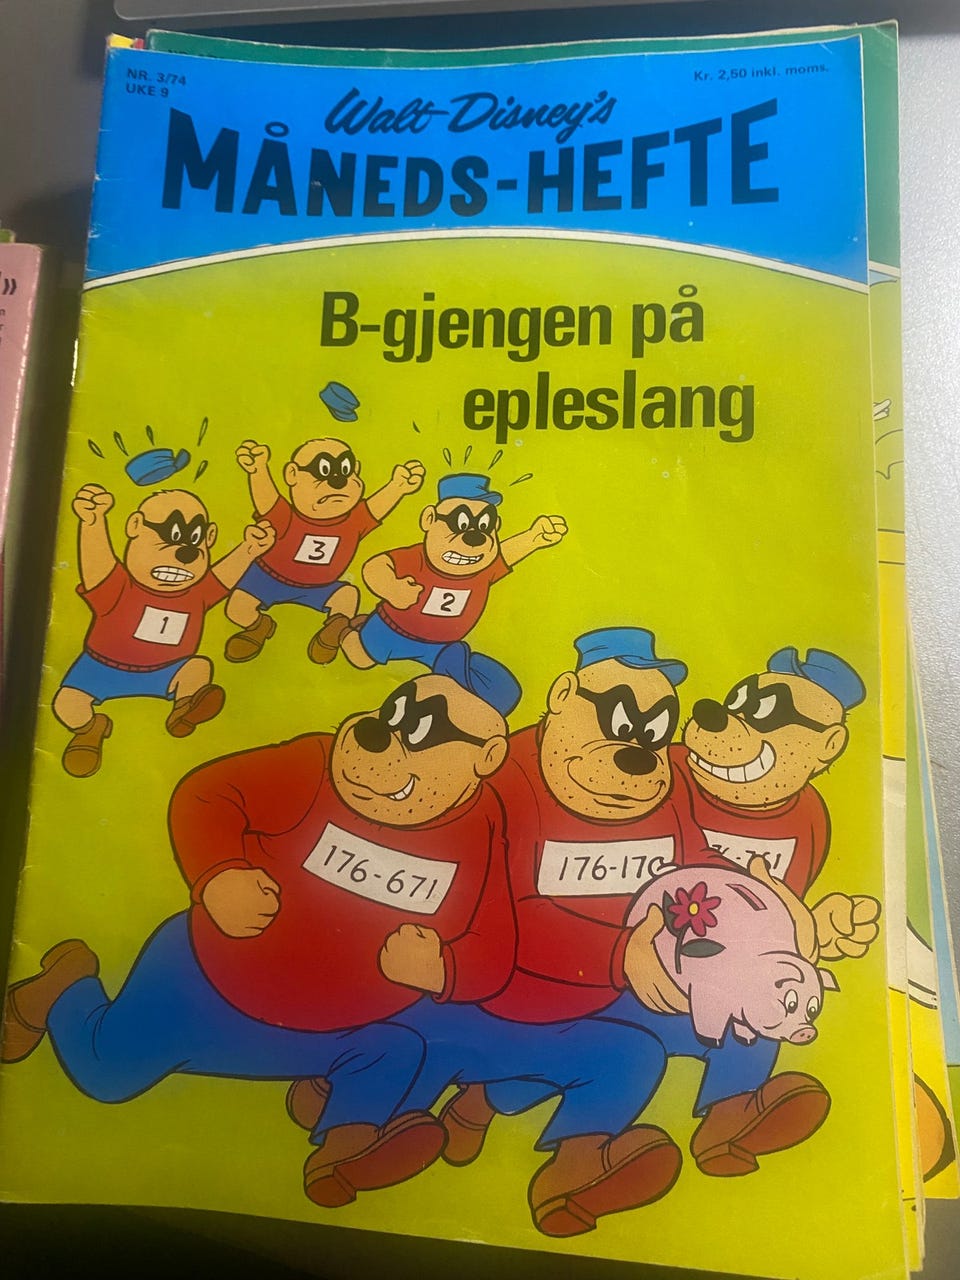 NR. 3/74
UKE 9
Kr. 2,50 inkl. moms.
Walt Disney's
MÅNEDS-HEFTE
B-gjengen på
epleslang
1
3
2
176-671
176-17
»